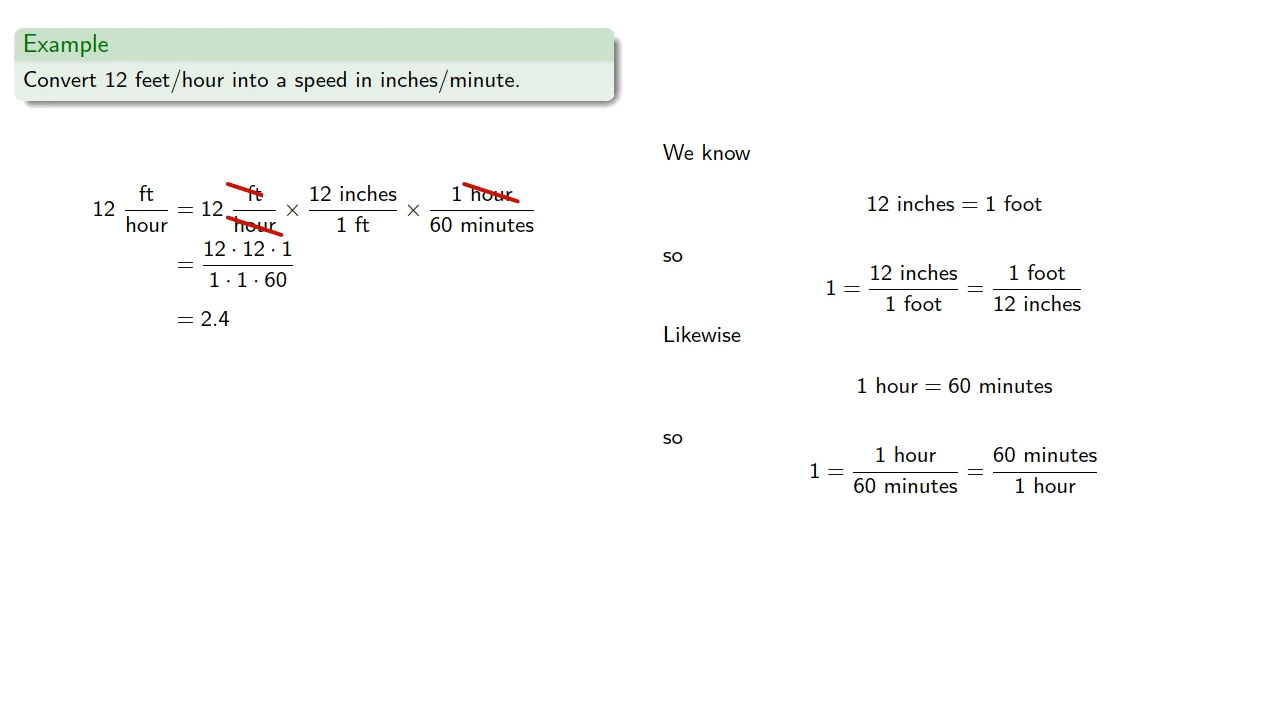 Example
Convert 12 feet/hour into a speed in inches/minute.
12 ft/hour = 12 ft/hour × 12 inches/1 ft × 1 hour/60 minutes
= 12 · 12 · 1/1 · 1 · 60
= 2.4
We know
12 inches = 1 foot
so
1 = 12 inches/1 foot = 1 foot/12 inches
Likewise
1 hour = 60 minutes
so
1 = 1 hour/60 minutes = 60 minutes/1 hour